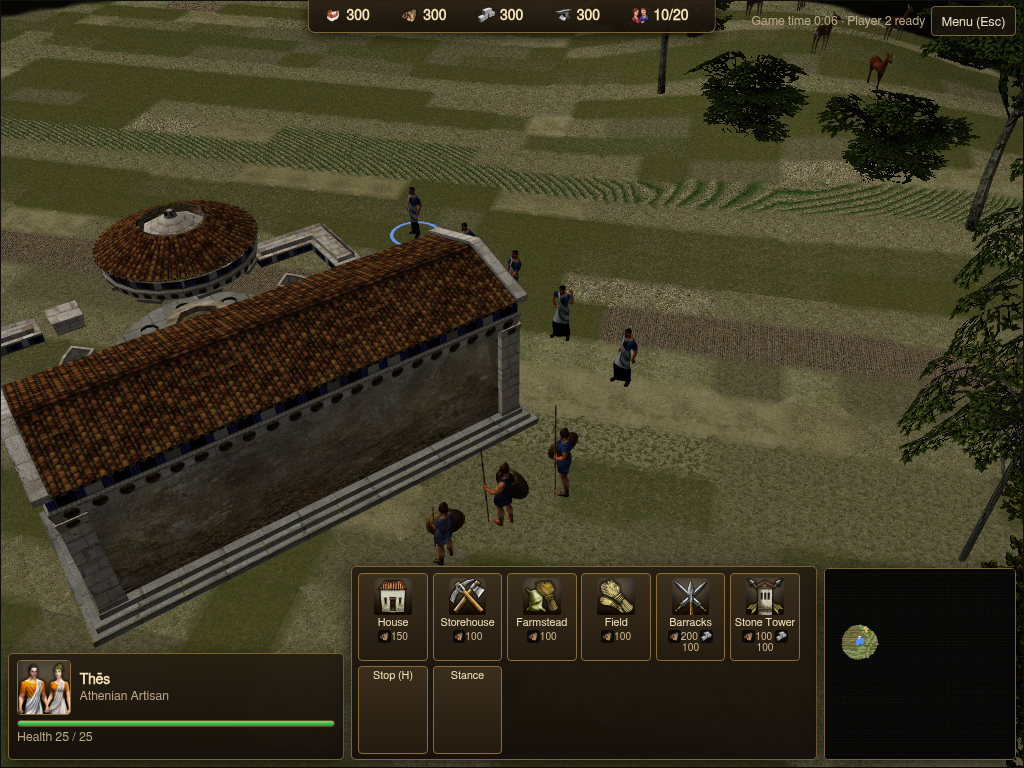 300
300
300
300
10/20
Game time 0:06 · Player 2 ready
Menu (Esc)
House
150
Storehouse
100
Farmstead
100
Field
100
Barracks
200
100
Stone Tower
100
100
Stop (H)
Stance
Thēs
Athenian Artisan
Health 25 / 25